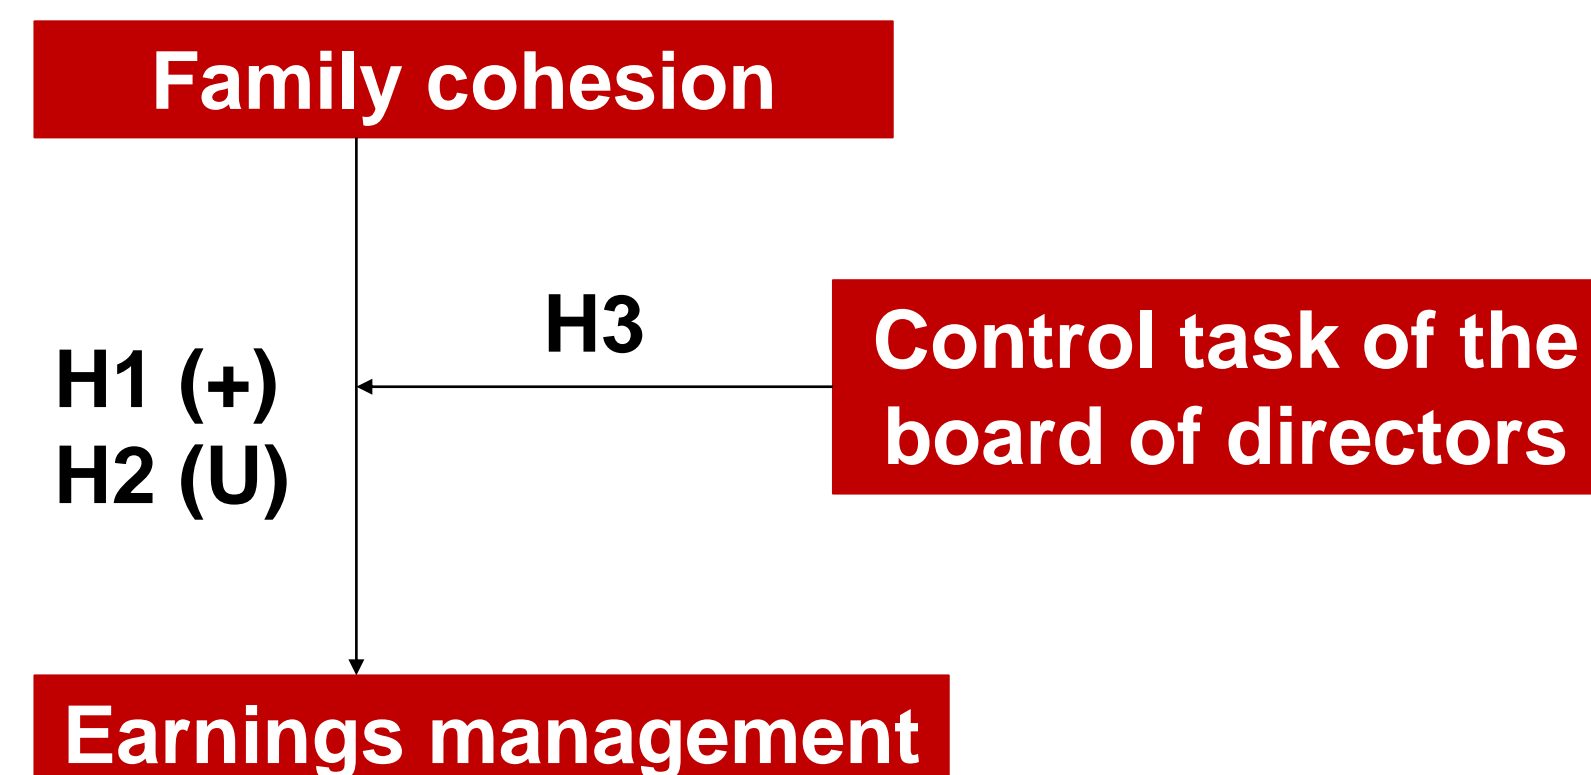 Family cohesion
H3
Control task of the
board of directors
H1 (+)
H2 (U)
Earnings management